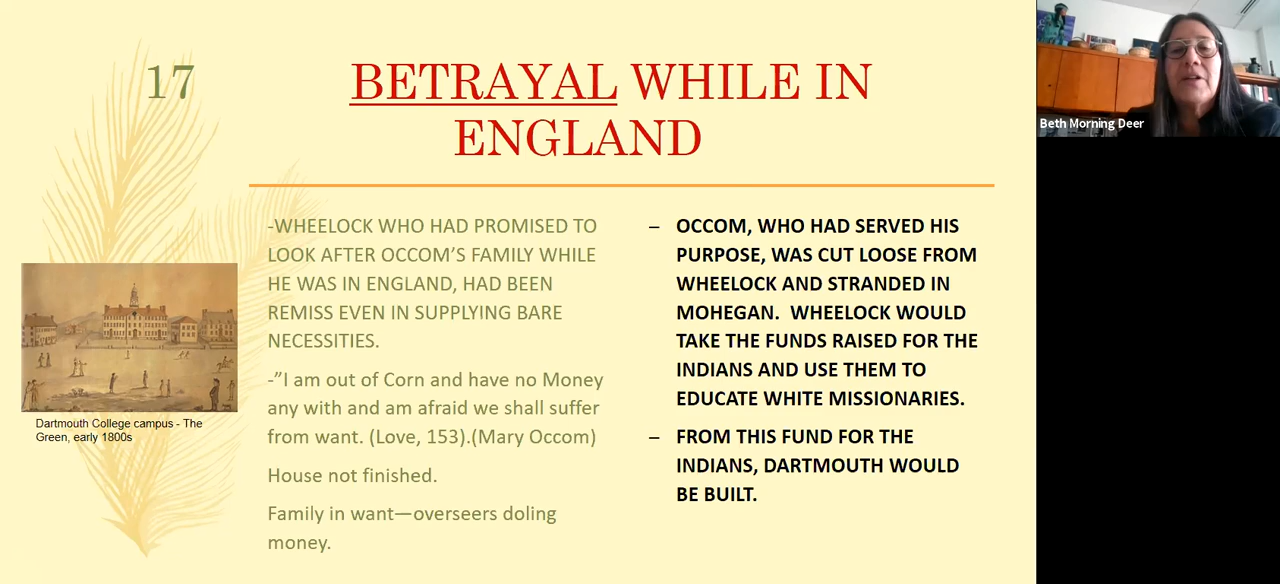 17
BETRAYAL WHILE IN
ENGLAND
-WHEELOCK WHO HAD PROMISED TO
LOOK AFTER OCCOM’S FAMILY WHILE
HE WAS IN ENGLAND, HAD BEEN
REMISS EVEN IN SUPPLYING BARE
NECESSITIES.
-”I am out of Corn and have no Money
any with and am afraid we shall suffer
from want. (Love, 153).(Mary Occom)
House not finished.
Family in want—overseers doling
money.
– OCCOM, WHO HAD SERVED HIS
PURPOSE, WAS CUT LOOSE FROM
WHEELOCK AND STRANDED IN
MOHEGAN.  WHEELOCK WOULD
TAKE THE FUNDS RAISED FOR THE
INDIANS AND USE THEM TO
EDUCATE WHITE MISSIONARIES.
– FROM THIS FUND FOR THE
INDIANS, DARTMOUTH WOULD
BE BUILT.
Dartmouth College campus - The
Green, early 1800s
Beth Morning Deer